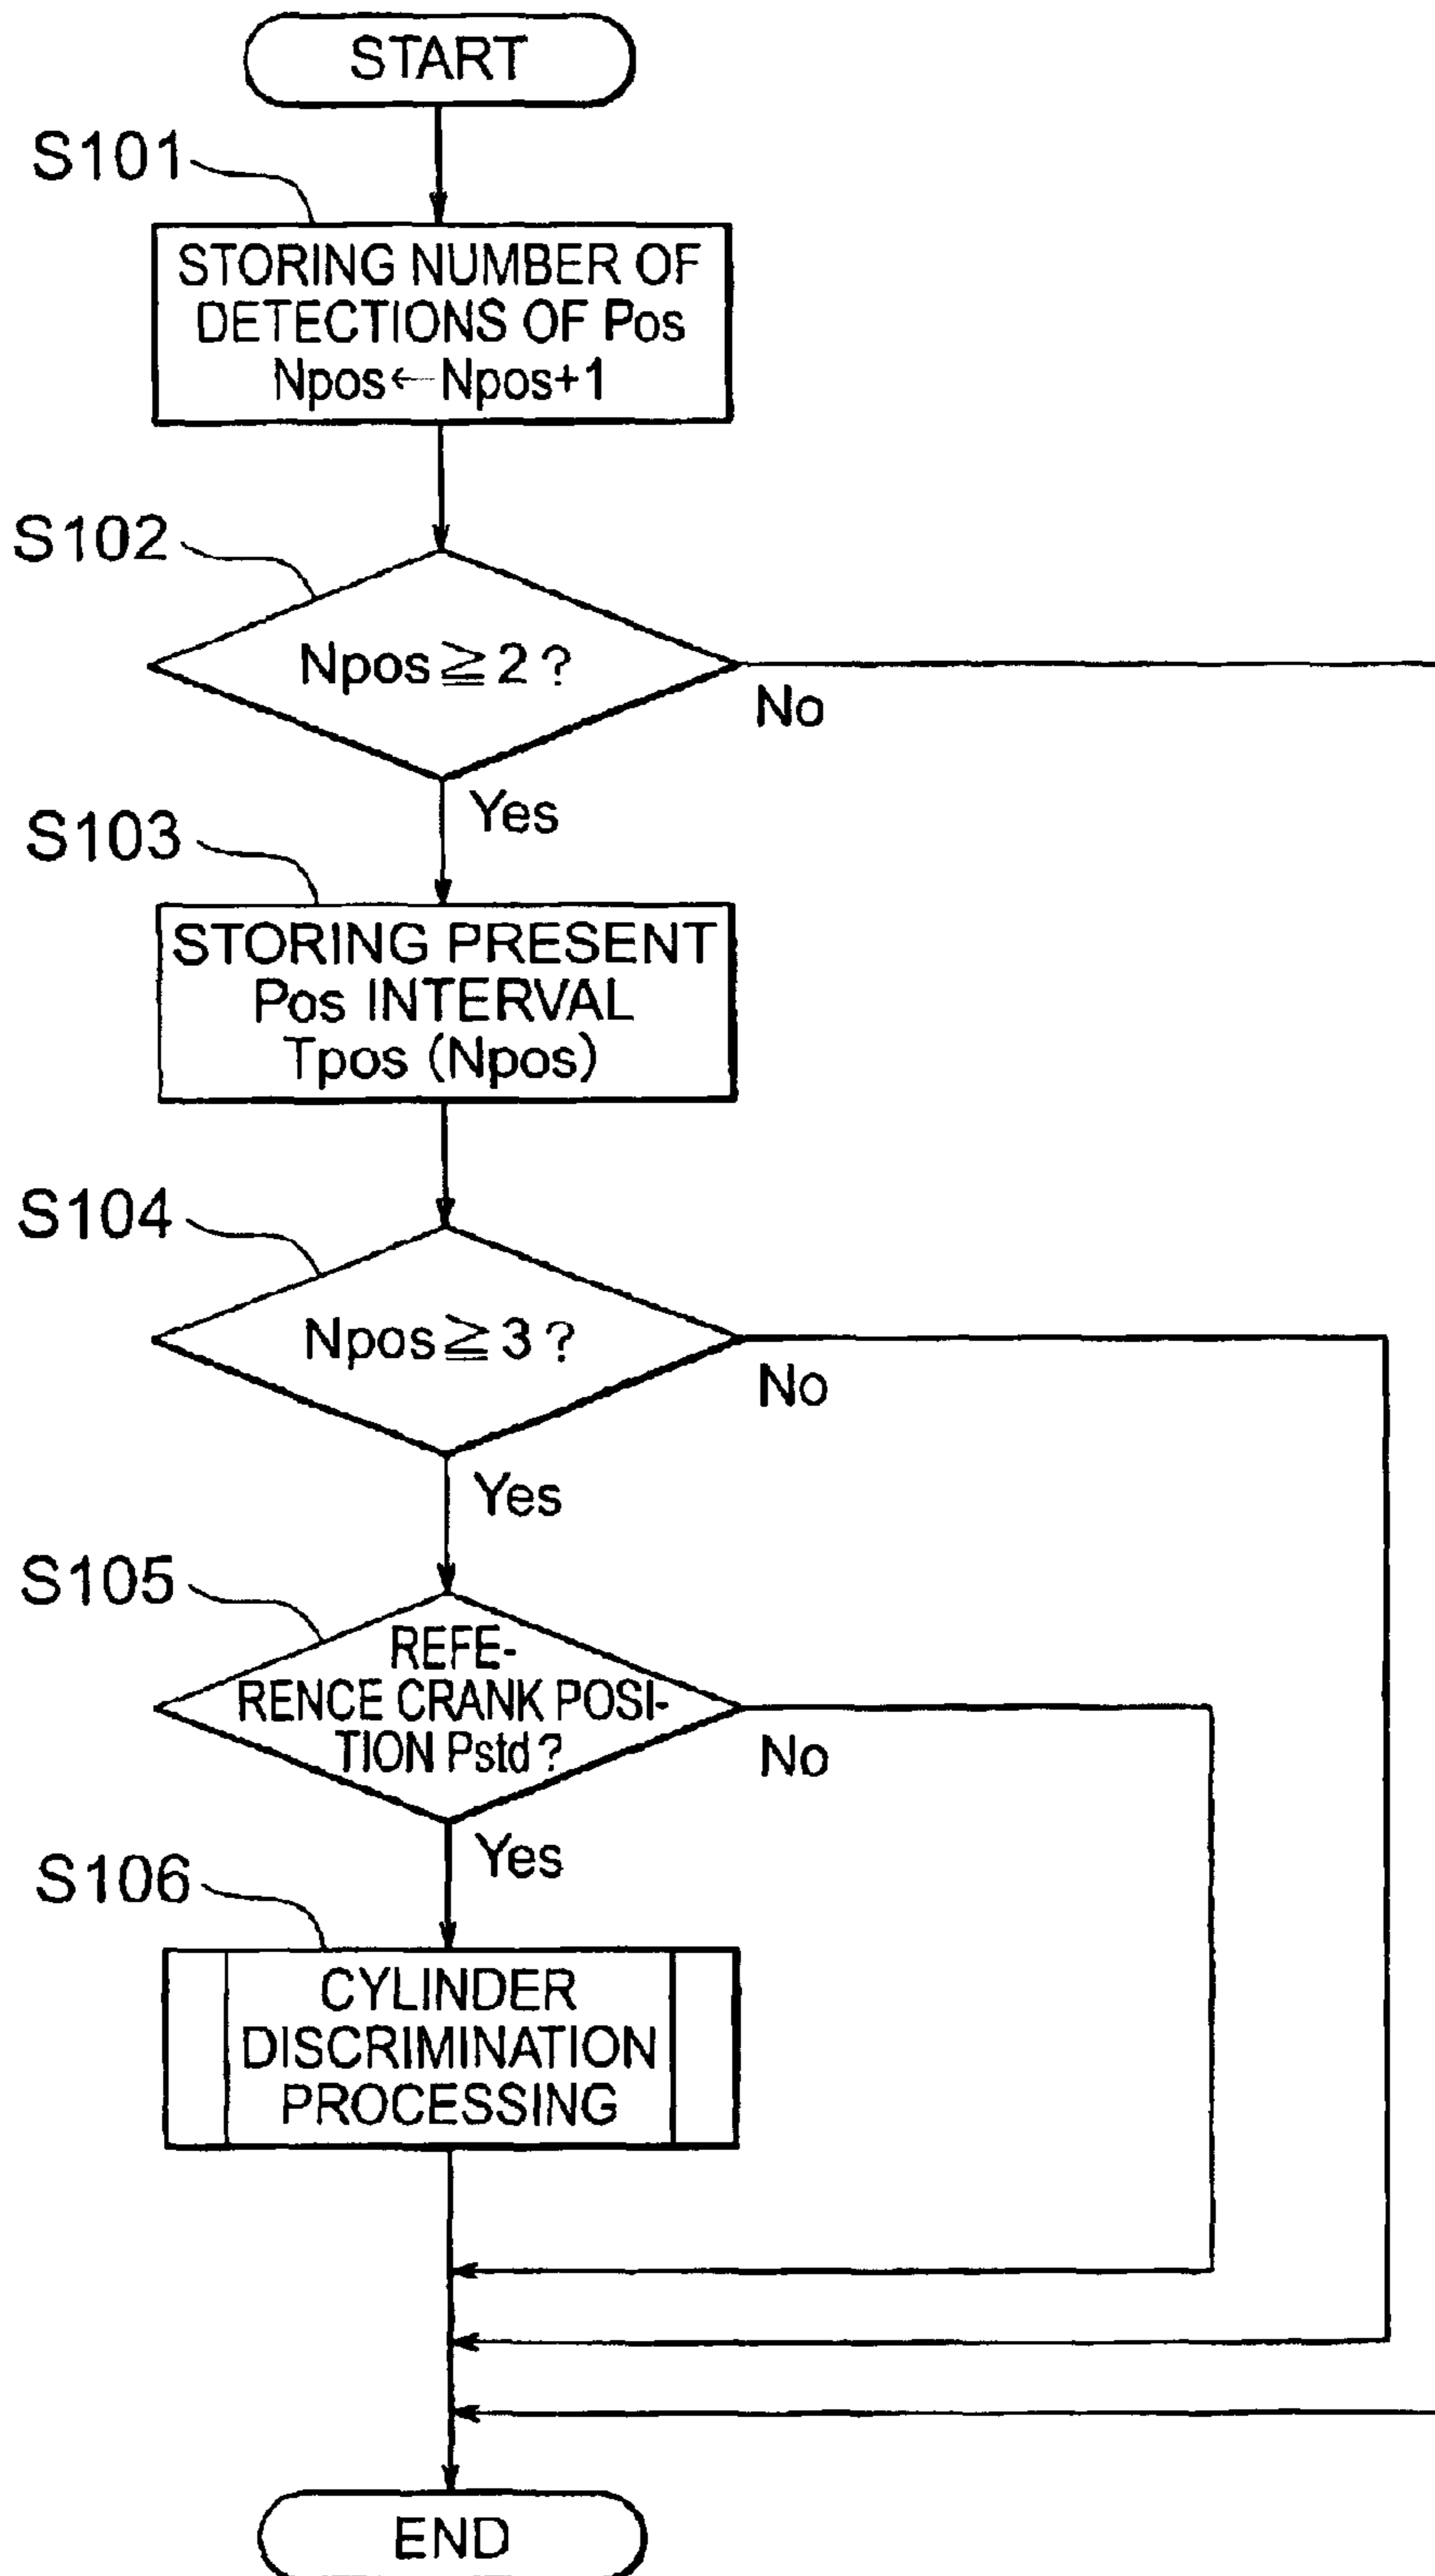 START
S101
STORING NUMBER OF
DETECTIONS OF Pos
Npos←Npos+1
S102
Npos≧2?
No
Yes
S103
STORING PRESENT
Pos INTERVAL
Tpos (Npos)
S104
Npos≧3?
No
Yes
S105
REFE-
RENCE CRANK POSI-
TION Pstd?
No
Yes
S106
CYLINDER
DISCRIMINATION
PROCESSING
END